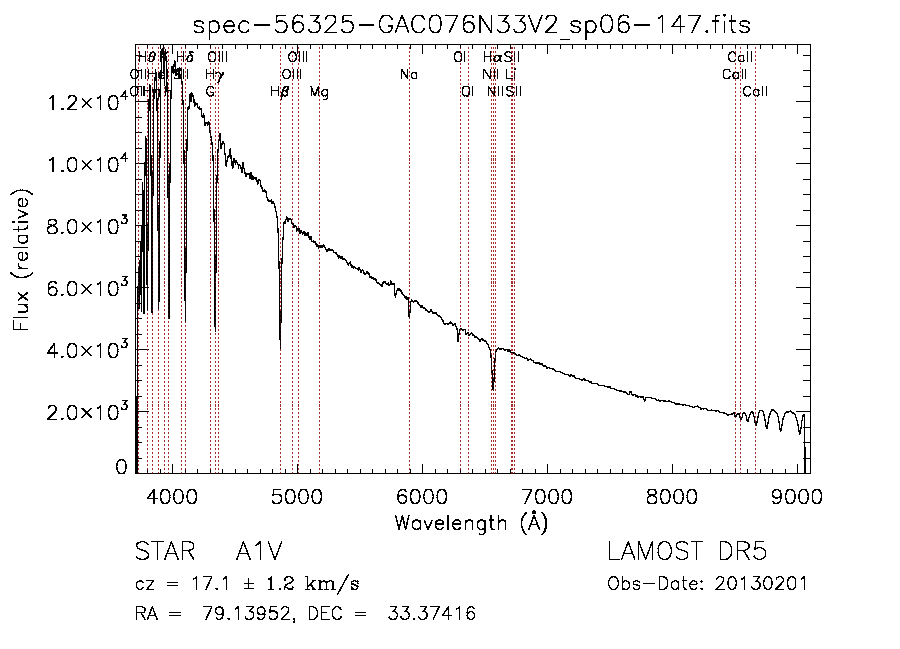 spec-56325-GAC076N33V2_sp06-147.fits
Hθ K Hδ OIII OIII OI Hα SII CaII
OII Hγ OIII Na NII Li CaII
G Hβ Mg OI NII SII CaII
1.2×10⁴
1.0×10⁴
8.0×10³
6.0×10³
4.0×10³
2.0×10³
0
Flux (relative)
4000 5000 6000 7000 8000 9000
Wavelength (Å)
STAR A1V LAMOST DR5
cz = 17.1 ± 1.2 km/s Obs-Date: 20130201
RA = 79.13952, DEC = 33.37416